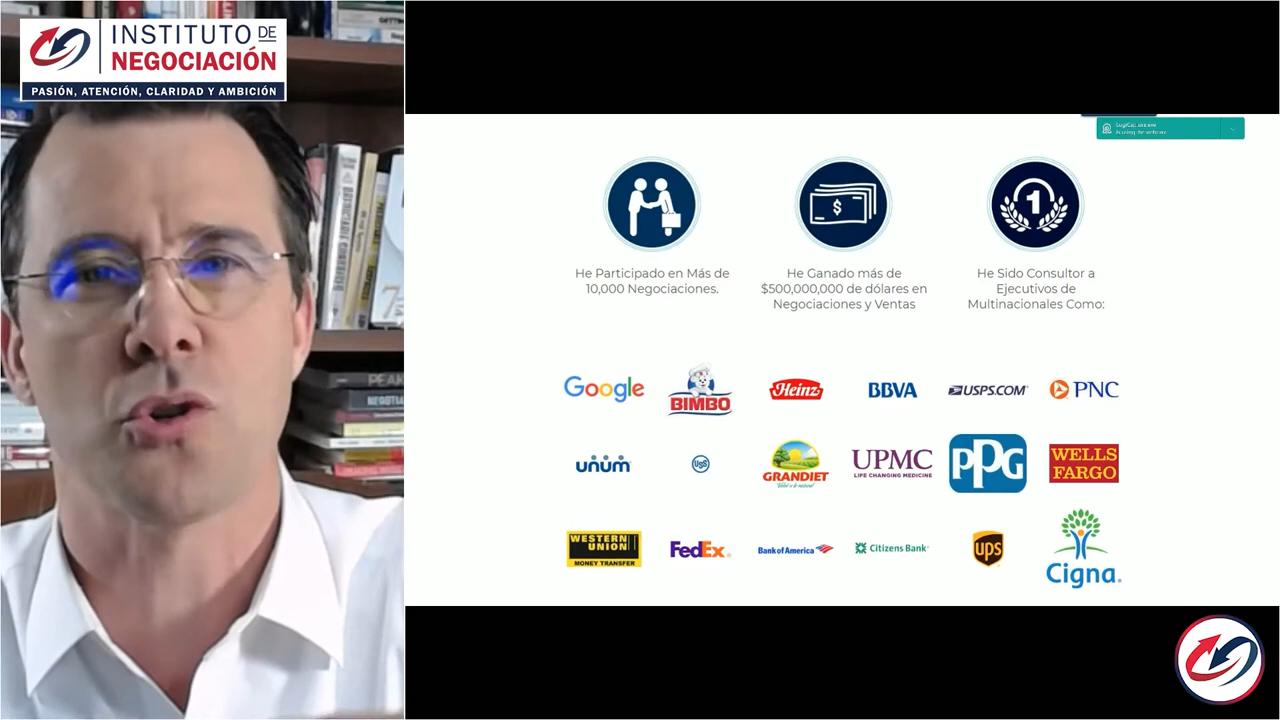 INSTITUTO DE
NEGOCIACIÓN
PASIÓN, ATENCIÓN, CLARIDAD Y AMBICIÓN
$
1
He Participado en Más de
10,000 Negociaciones.
He Ganado más de
$500,000,000 de dólares en
Negociaciones y Ventas
He Sido Consultor a
Ejecutivos de
Multinacionales Como:
Google
BIMBO
Heinz
BBVA
USPS.COM®
PNC
unum
USS
GRANDIET
UPMC
LIFE CHANGING MEDICINE
PPG
WELLS
FARGO
WESTERN
UNION
MONEY TRANSFER
FedEx®
Bank of America
Citizens Bank®
ups
Cigna®